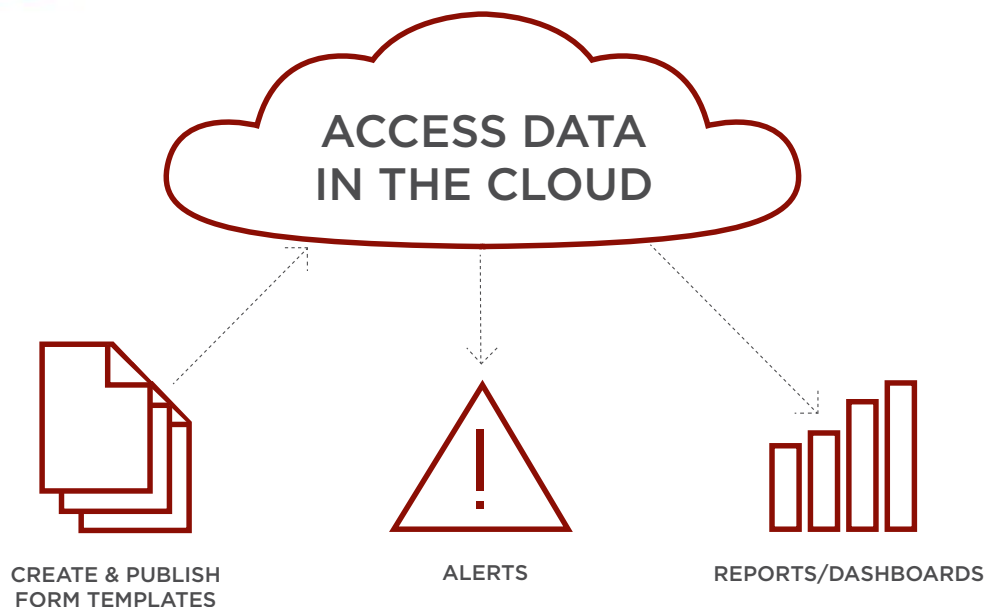 ACCESS DATA
IN THE CLOUD
CREATE & PUBLISH
FORM TEMPLATES
ALERTS
REPORTS/DASHBOARDS